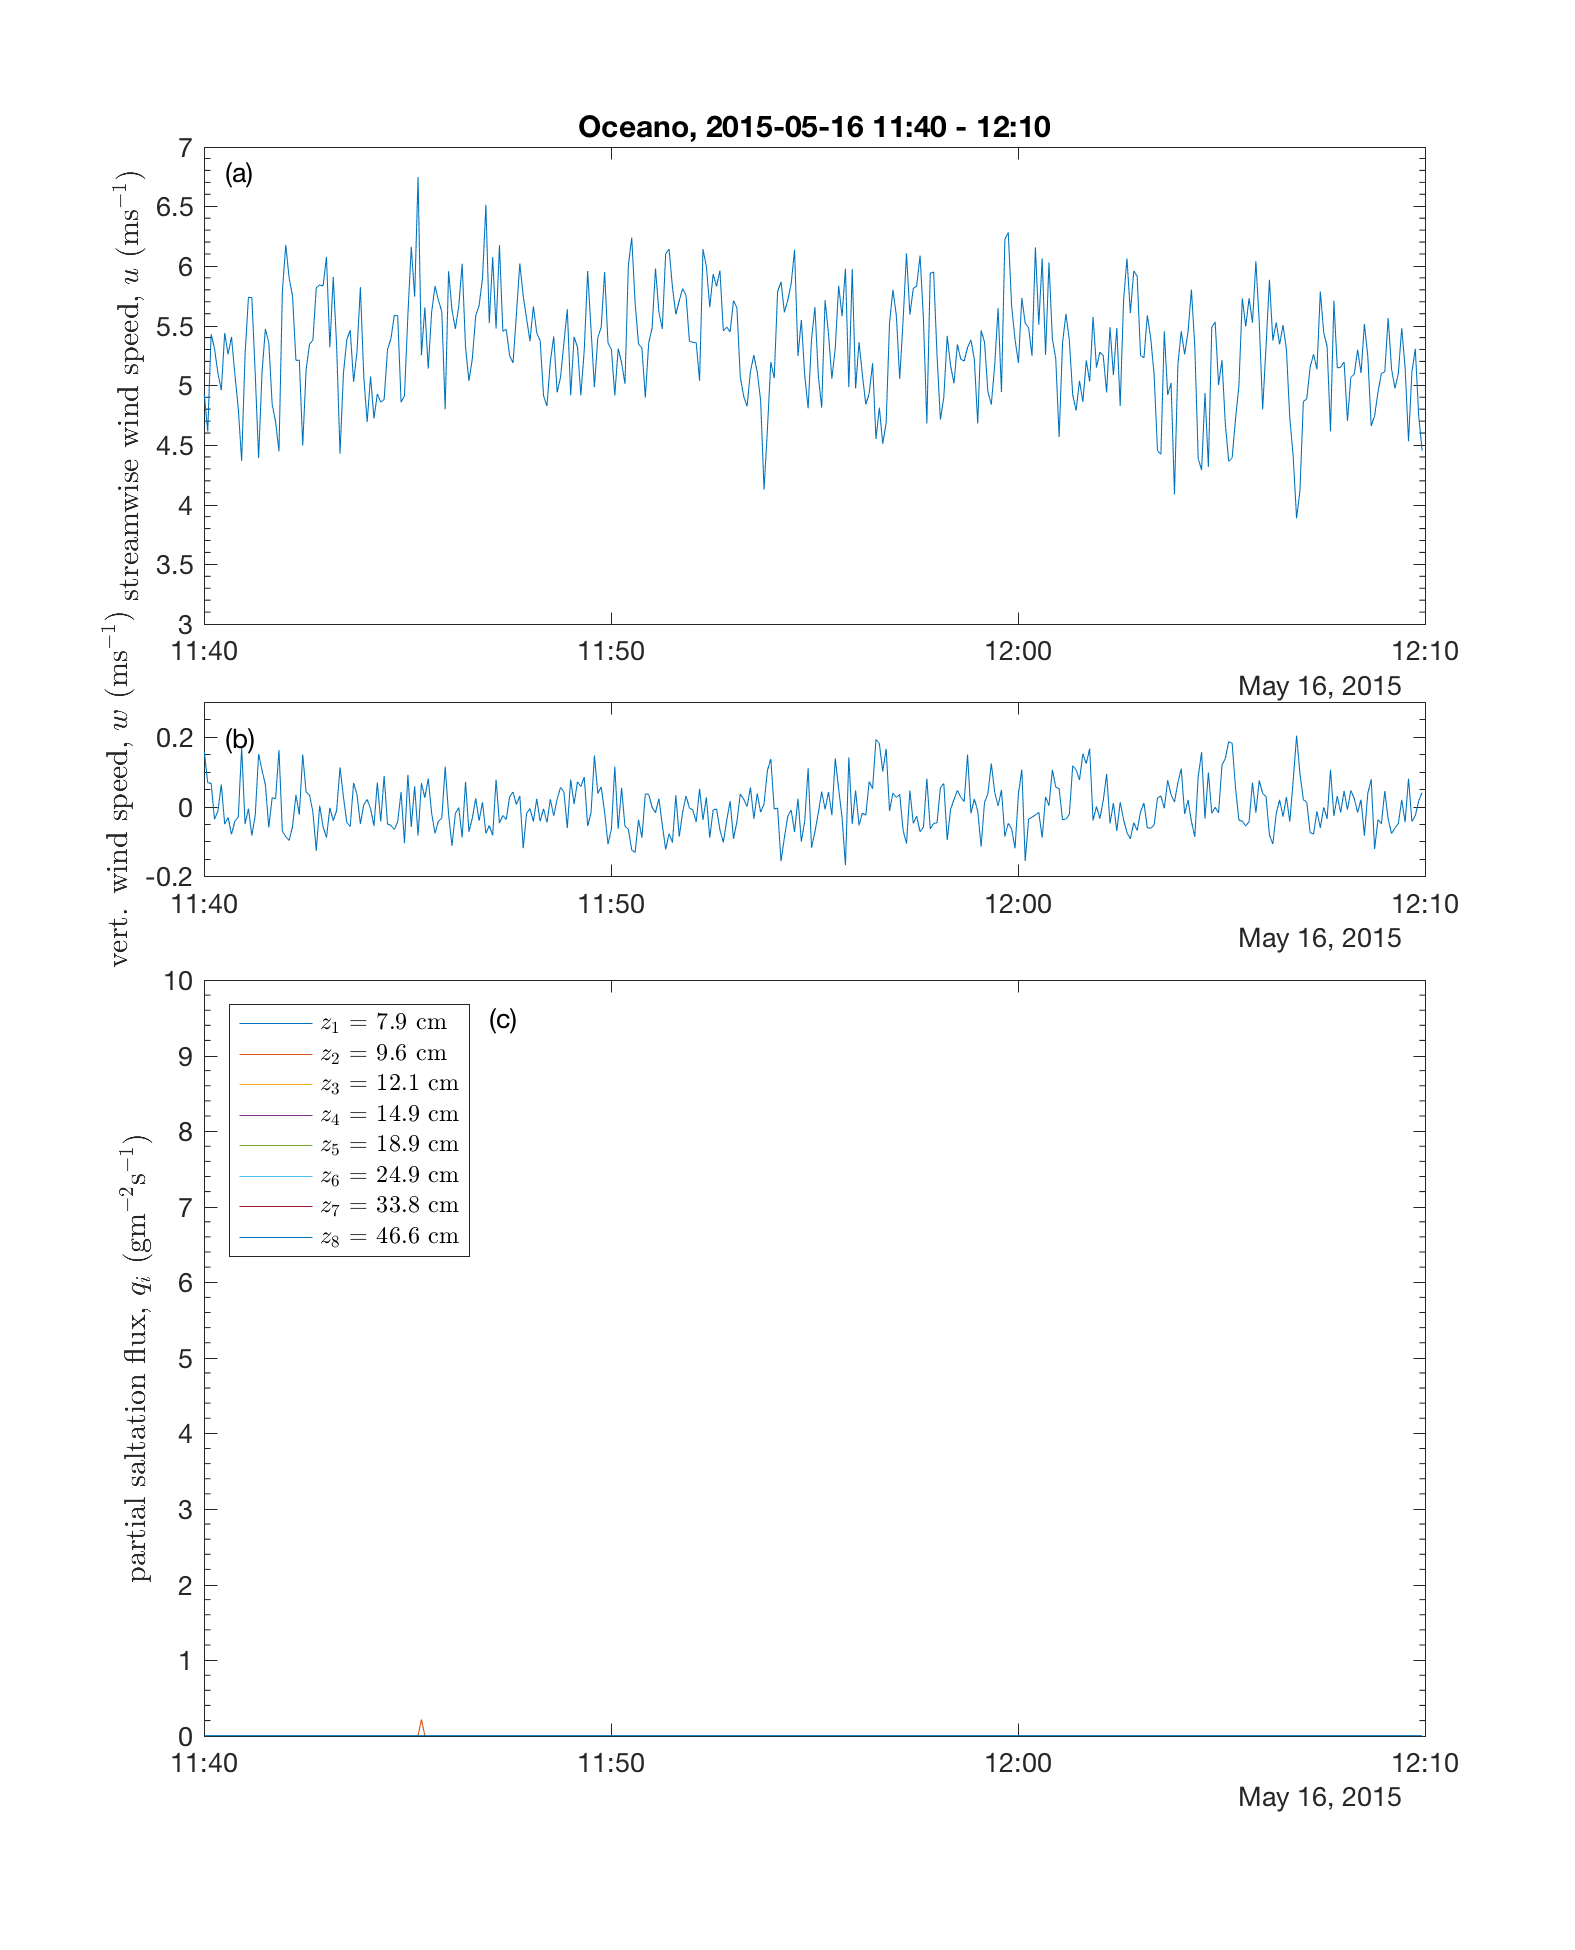 Oceano, 2015-05-16 11:40 - 12:10
(a)
streamwise wind speed, u (ms⁻¹)
7
6.5
6
5.5
5
4.5
4
3.5
3
11:40 11:50 12:00 12:10
May 16, 2015
(b)
vert. wind speed, w (ms⁻¹)
0.2
0
-0.2
11:40 11:50 12:00 12:10
May 16, 2015
(c)
partial saltation flux, qᵢ (gm⁻²s⁻¹)
10
9
8
7
6
5
4
3
2
1
0
z₁ = 7.9 cm
z₂ = 9.6 cm
z₃ = 12.1 cm
z₄ = 14.9 cm
z₅ = 18.9 cm
z₆ = 24.9 cm
z₇ = 33.8 cm
z₈ = 46.6 cm
11:40 11:50 12:00 12:10
May 16, 2015